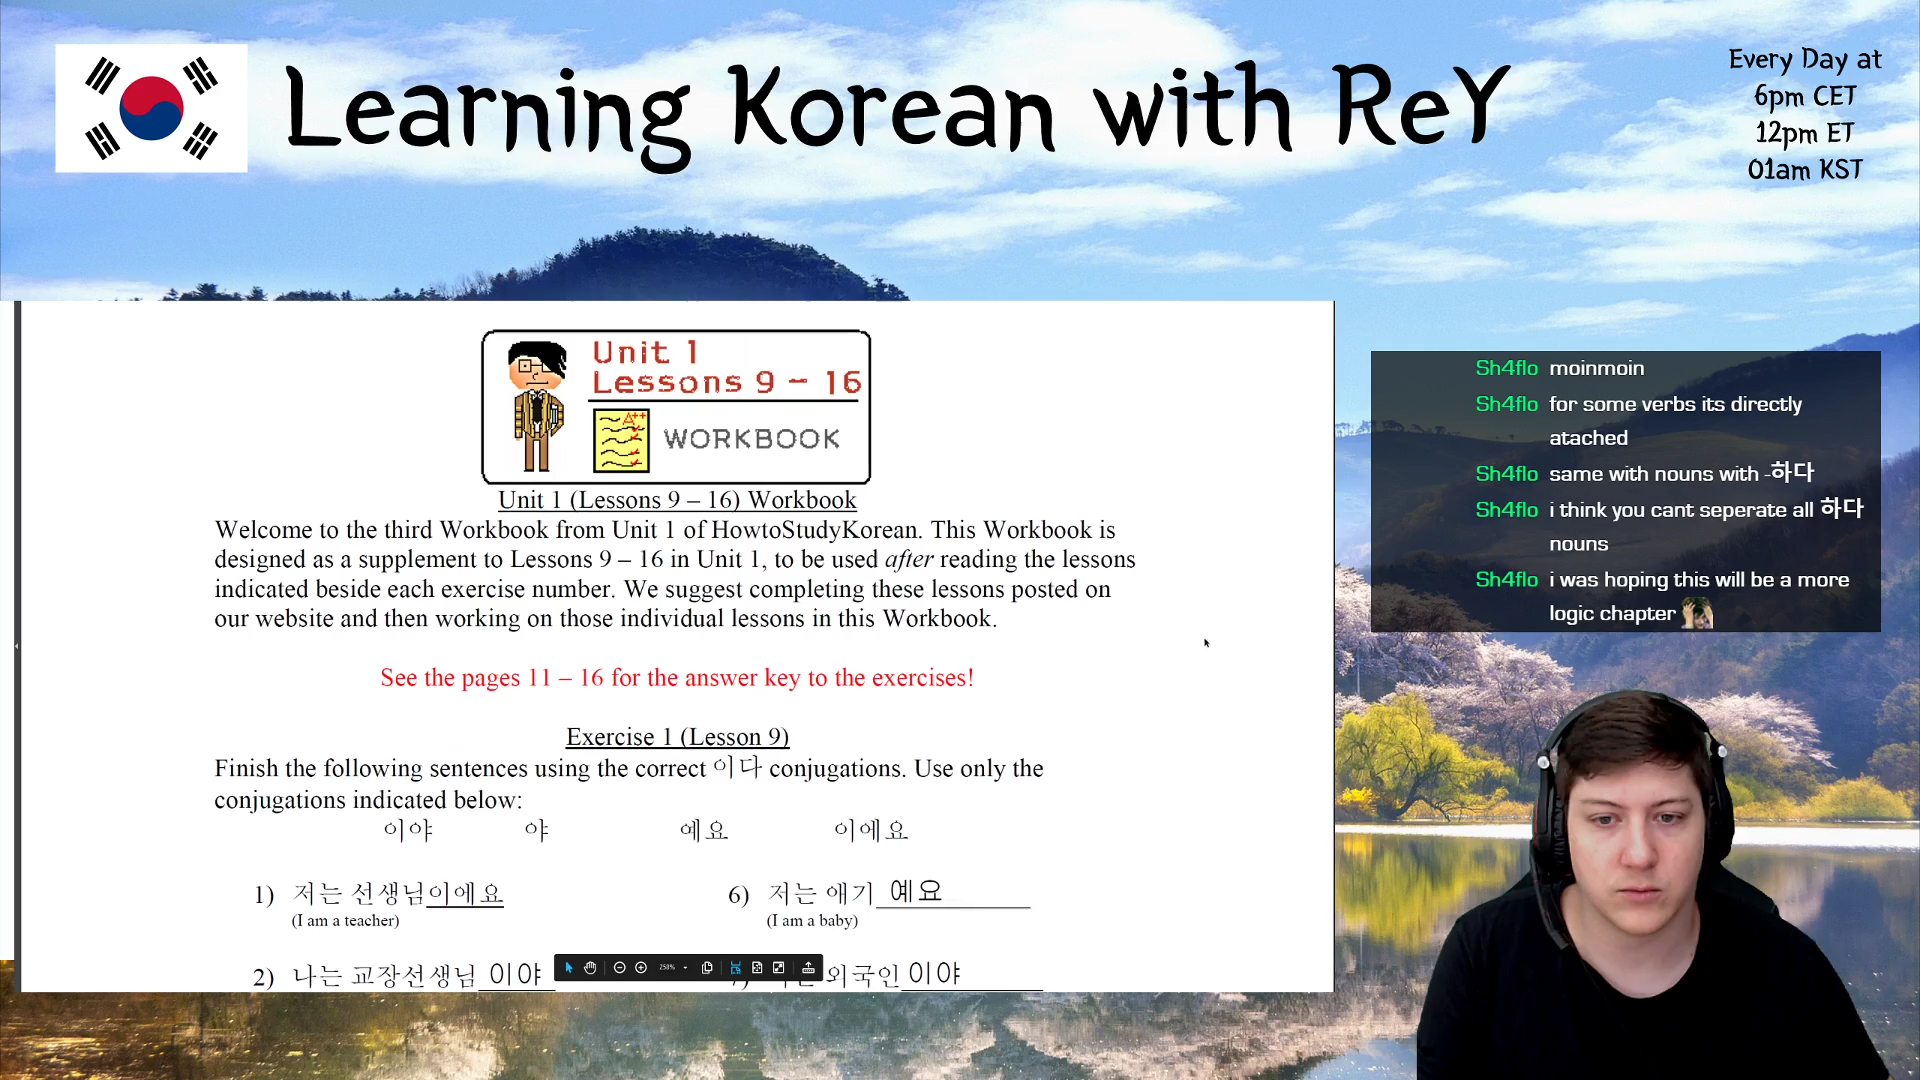 Learning Korean with ReY
Every Day at
6pm CET
12pm ET
01am KST
Unit 1
Lessons 9 - 16
A++
WORKBOOK
Unit 1 (Lessons 9 – 16) Workbook
Welcome to the third Workbook from Unit 1 of HowtoStudyKorean. This Workbook is
designed as a supplement to Lessons 9 – 16 in Unit 1, to be used after reading the lessons
indicated beside each exercise number. We suggest completing these lessons posted on
our website and then working on those individual lessons in this Workbook.
See the pages 11 – 16 for the answer key to the exercises!
Exercise 1 (Lesson 9)
Finish the following sentences using the correct 이다 conjugations. Use only the
conjugations indicated below:
이야 야 예요 이에요
1) 저는 선생님이에요
(I am a teacher)
6) 저는 애기 예요
(I am a baby)
2) 나는 교장선생님 이야
외국인 이야
258%
Sh4flo moinmoin
Sh4flo for some verbs its directly
atached
Sh4flo same with nouns with -하다
Sh4flo i think you cant seperate all 하다
nouns
Sh4flo i was hoping this will be a more
logic chapter